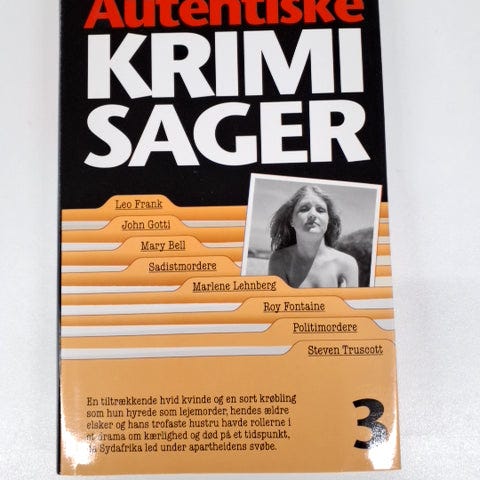 Autentiske
KRIMI
SAGER
Leo Frank
John Gotti
Mary Bell
Sadistmordere
Marlene Lehnberg
Roy Fontaine
Politimordere
Steven Truscott
En tiltrækkende hvid kvinde og en sort krøbling
som hun hyrede som lejemorder, hendes ældre
elsker og hans trofaste hustru havde rollerne i
et drama om kærlighed og død på et tidspunkt,
da Sydafrika led under apartheidens svøbe.
3